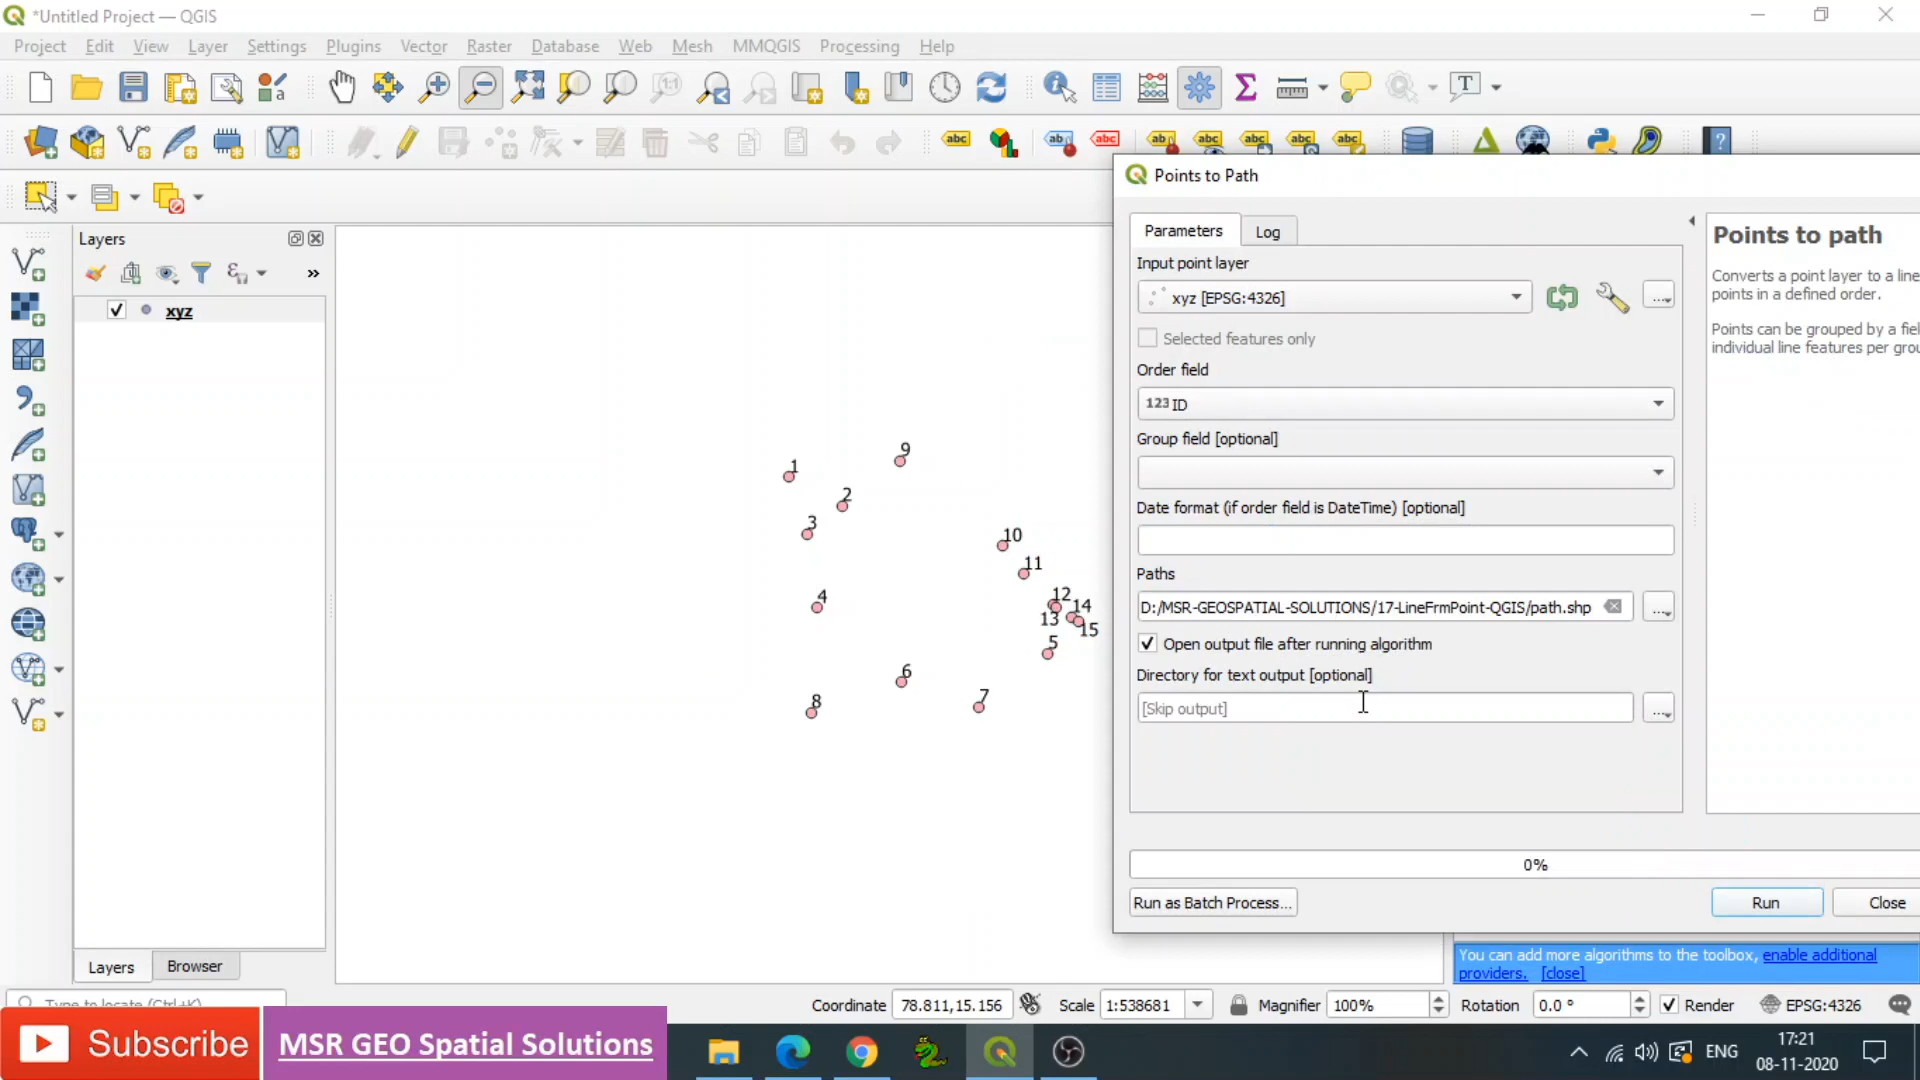 *Untitled Project — QGIS
Project Edit View Layer Settings Plugins Vector Raster Database Web Mesh MMQGIS Processing Help
Layers
xyz
1
9
2
3
10
11
4
12
14
13
15
5
6
7
8
Points to Path
Parameters Log
Input point layer
xyz [EPSG:4326]
Selected features only
Order field
123 ID
Group field [optional]
Date format (if order field is DateTime) [optional]
Paths
D:/MSR-GEOSPATIAL-SOLUTIONS/17-LineFrmPoint-QGIS/path.shp
Open output file after running algorithm
Directory for text output [optional]
[Skip output]
Points to path
Converts a point layer to a line
points in a defined order.
Points can be grouped by a fiel
individual line features per grou
0%
Run as Batch Process... Run Close
You can add more algorithms to the toolbox, enable additional
providers. [close]
Layers Browser
Type to locate (Ctrl+K)
Coordinate 78.811,15.156 Scale 1:538681 Magnifier 100% Rotation 0.0 ° Render EPSG:4326
Subscribe MSR GEO Spatial Solutions
ENG
17:21
08-11-2020